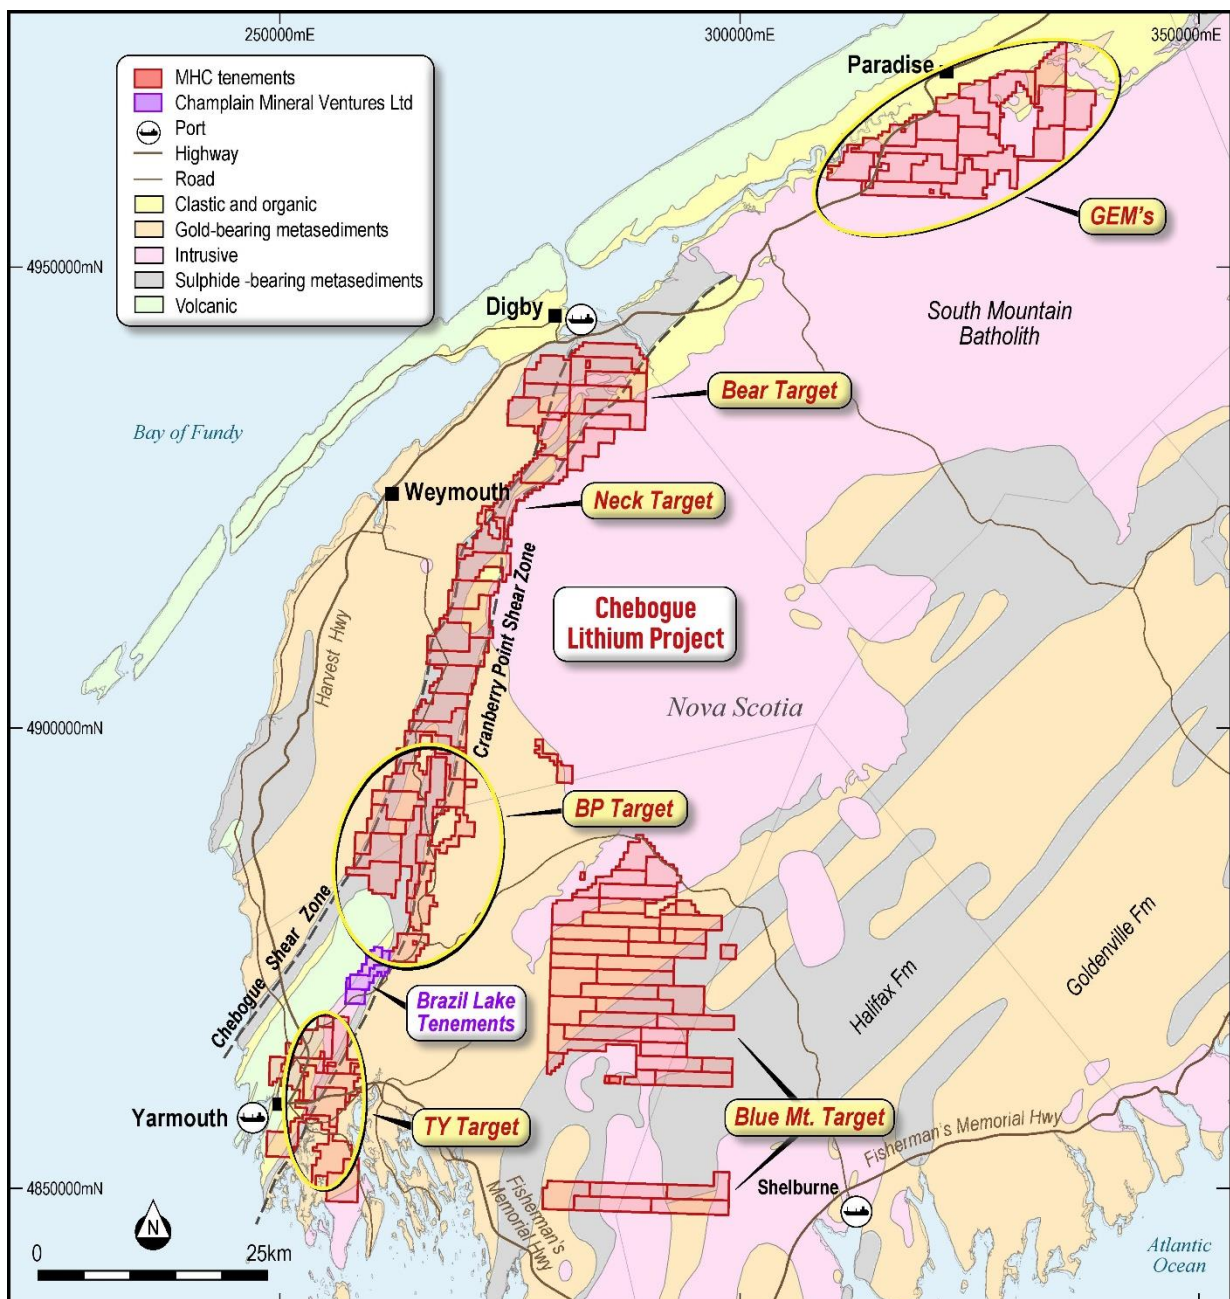 250000mE
300000mE
350000mE
MHC tenements
Champlain Mineral Ventures Ltd
Port
Highway
Road
Clastic and organic
Gold-bearing metasediments
Intrusive
Sulphide -bearing metasediments
Volcanic
Paradise
GEM's
4950000mN
Digby
South Mountain
Batholith
Bear Target
Bay of Fundy
Weymouth
Neck Target
Cranberry Point Shear Zone
Chebogue
Lithium Project
Harvest Hwy
Nova Scotia
4900000mN
BP Target
Chebogue Shear Zone
Goldenville Fm
Halifax Fm
Brazil Lake
Tenements
Yarmouth
TY Target
Blue Mt. Target
Fisherman's Memorial Hwy
4850000mN
Shelburne
Fisherman's
Memorial Hwy
N
0
25km
Atlantic
Ocean